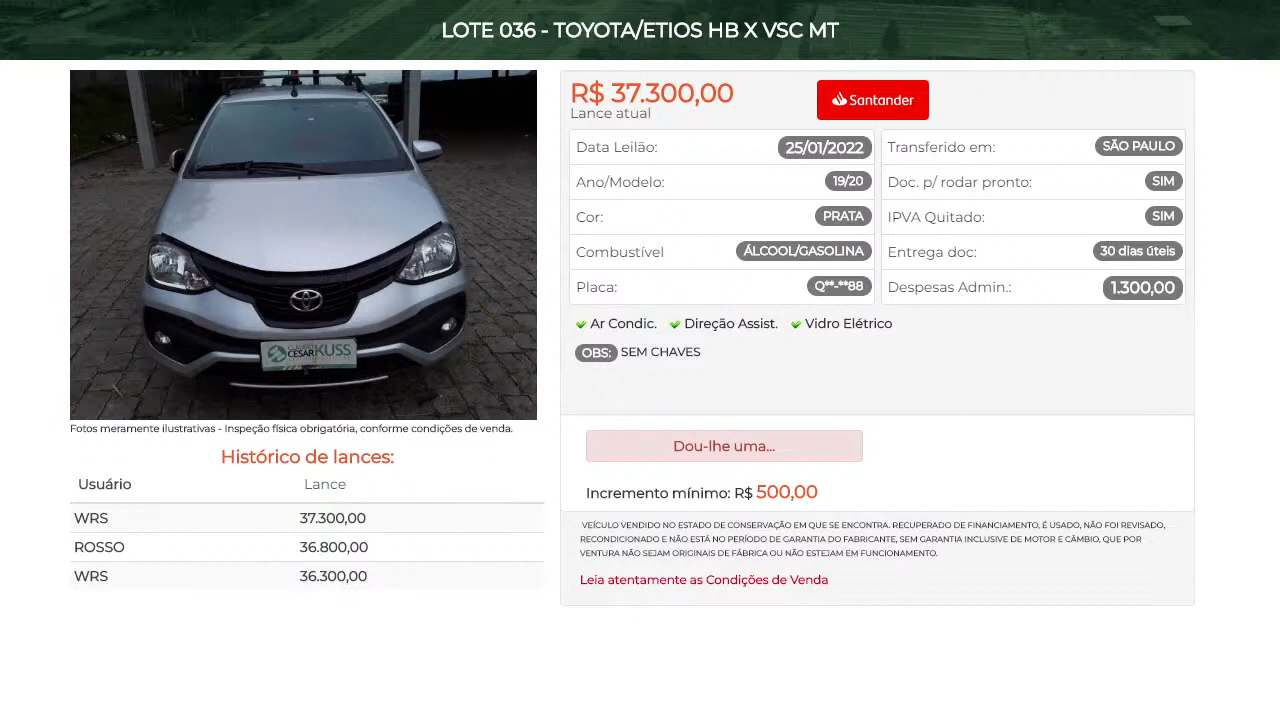 LOTE 036 - TOYOTA/ETIOS HB X VSC MT
CESAR KUSS
Fotos meramente ilustrativas - Inspeção física obrigatória, conforme condições de venda.
Histórico de lances:
Usuário Lance
WRS 37.300,00
ROSSO 36.800,00
WRS 36.300,00
R$ 37.300,00
Lance atual
Santander
Data Leilão: 25/01/2022
Ano/Modelo: 19/20
Cor: PRATA
Combustível ÁLCOOL/GASOLINA
Placa: Q**-**88
Transferido em: SÃO PAULO
Doc. p/ rodar pronto: SIM
IPVA Quitado: SIM
Entrega doc: 30 dias úteis
Despesas Admin.: 1.300,00
Ar Condic. Direção Assist. Vidro Elétrico
OBS: SEM CHAVES
Dou-lhe uma...
Incremento mínimo: R$ 500,00
VEÍCULO VENDIDO NO ESTADO DE CONSERVAÇÃO EM QUE SE ENCONTRA. RECUPERADO DE FINANCIAMENTO, É USADO, NÃO FOI REVISADO,
RECONDICIONADO E NÃO ESTÁ NO PERÍODO DE GARANTIA DO FABRICANTE, SEM GARANTIA INCLUSIVE DE MOTOR E CÂMBIO, QUE POR
VENTURA NÃO SEJAM ORIGINAIS DE FÁBRICA OU NÃO ESTEJAM EM FUNCIONAMENTO.
Leia atentamente as Condições de Venda